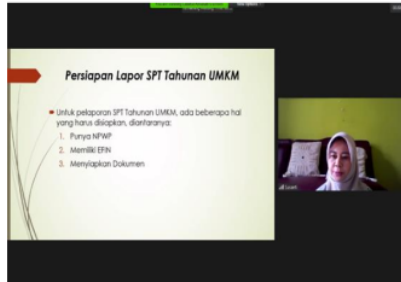 Persiapan Lapor SPT Tahunan UMKM
Untuk pelaporan SPT Tahunan UMKM, ada beberapa hal
yang harus disiapkan, diantaranya:
1. Punya NPWP
2. Memiliki EFIN
3. Menyiapkan Dokumen